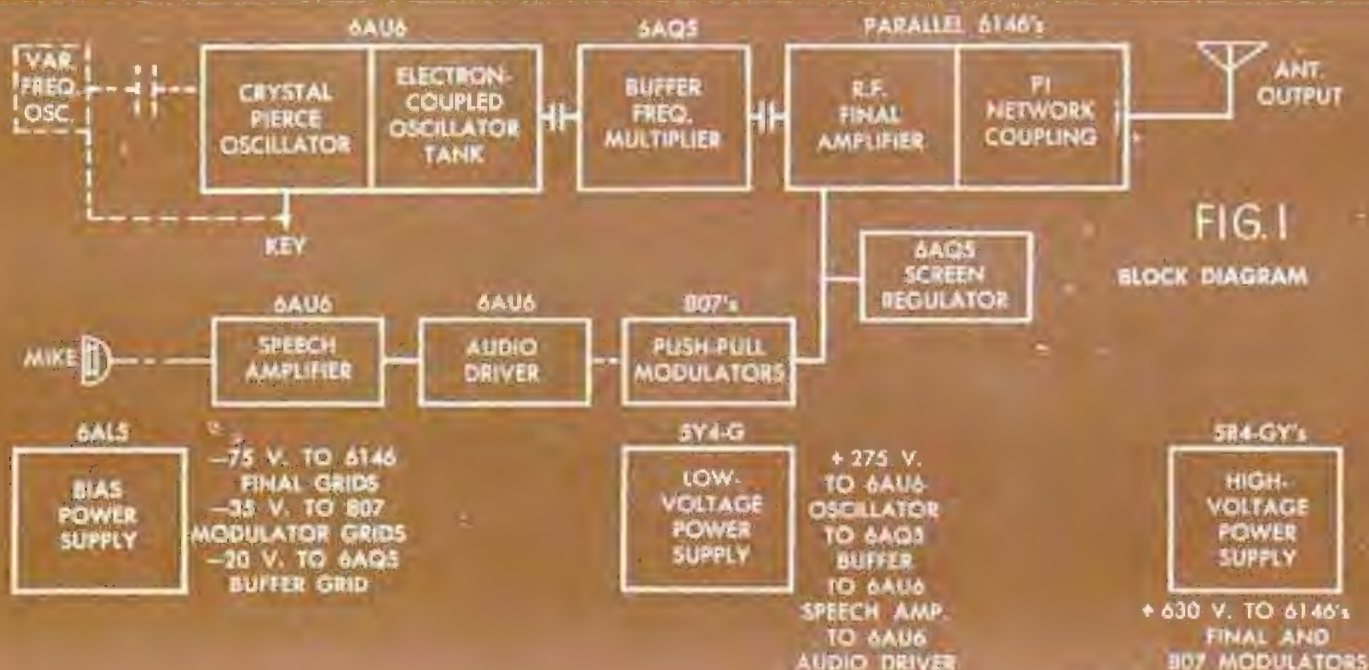 6AU6
6AQ5
PARALLEL 6146's
VAR.
FREQ.
OSC.
CRYSTAL
PIERCE
OSCILLATOR
ELECTRON-
COUPLED
OSCILLATOR
TANK
BUFFER
FREQ.
MULTIPLIER
R.F.
FINAL
AMPLIFIER
PI
NETWORK
COUPLING
ANT.
OUTPUT
KEY
6AQ5
SCREEN
REGULATOR
FIG. 1
BLOCK DIAGRAM
MIKE
6AU6
SPEECH
AMPLIFIER
6AU6
AUDIO
DRIVER
807's
PUSH-PULL
MODULATORS
6AL5
BIAS
POWER
SUPPLY
—75 V. TO 6146
FINAL GRIDS
—35 V. TO 807
MODULATOR GRIDS
—20 V. TO 6AQ5
BUFFER GRID
5Y4-G
LOW-
VOLTAGE
POWER
SUPPLY
+ 275 V.
TO 6AU6
OSCILLATOR
TO 6AQ5
BUFFER
TO 6AU6
SPEECH AMP.
TO 6AU6
AUDIO DRIVER
5R4-GY's
HIGH-
VOLTAGE
POWER
SUPPLY
+ 630 V. TO 6146's
FINAL AND
807 MODULATORS